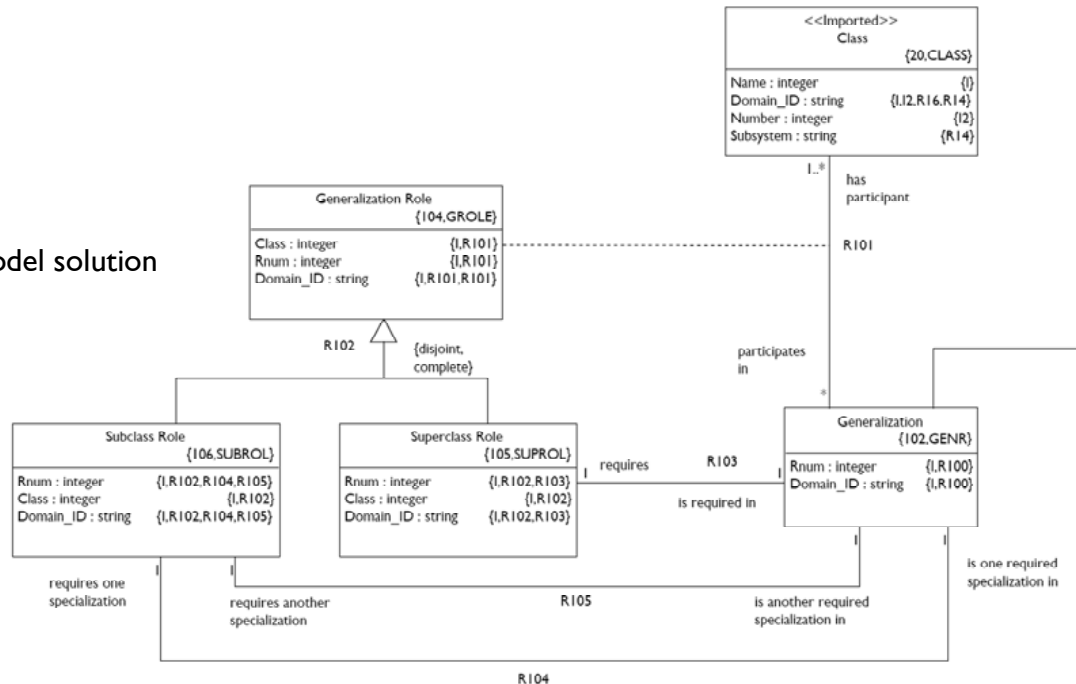 <<Imported>>
Class
{20,CLASS}
Name : integer {I}
Domain_ID : string {I,I2,R16,R14}
Number : integer {I2}
Subsystem : string {R14}
1..*
has
participant
R101
participates
in
*
Generalization Role
{104,GROLE}
Class : integer {I,R101}
Rnum : integer {I,R101}
Domain_ID : string {I,R101,R101}
odel solution
R102
{disjoint,
complete}
Subclass Role
{106,SUBROL}
Rnum : integer {I,R102,R104,R105}
Class : integer {I,R102}
Domain_ID : string {I,R102,R104,R105}
Superclass Role
{105,SUPROL}
Rnum : integer {I,R102,R103}
Class : integer {I,R102}
Domain_ID : string {I,R102,R103}
1
requires
R103
1
is required in
Generalization
{102,GENR}
Rnum : integer {I,R100}
Domain_ID : string {I,R100}
requires one
specialization
1
1
requires another
specialization
R105
1
is another required
specialization in
1
is one required
specialization in
R104